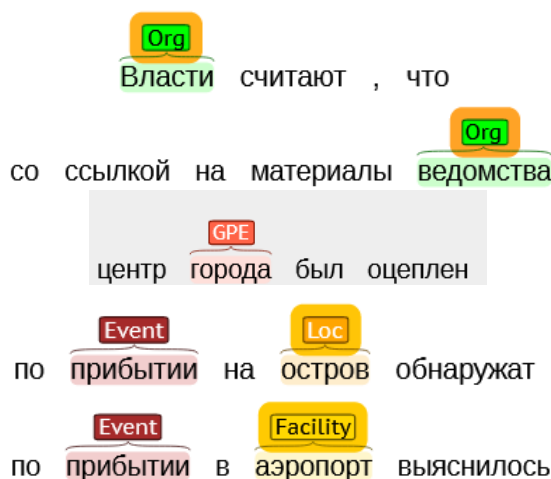 Org
Власти считают , что
Org
со ссылкой на материалы ведомства
GPE
центр города был оцеплен
Event Loc
по прибытии на остров обнаружат
Event Facility
по прибытии в аэропорт выяснилось